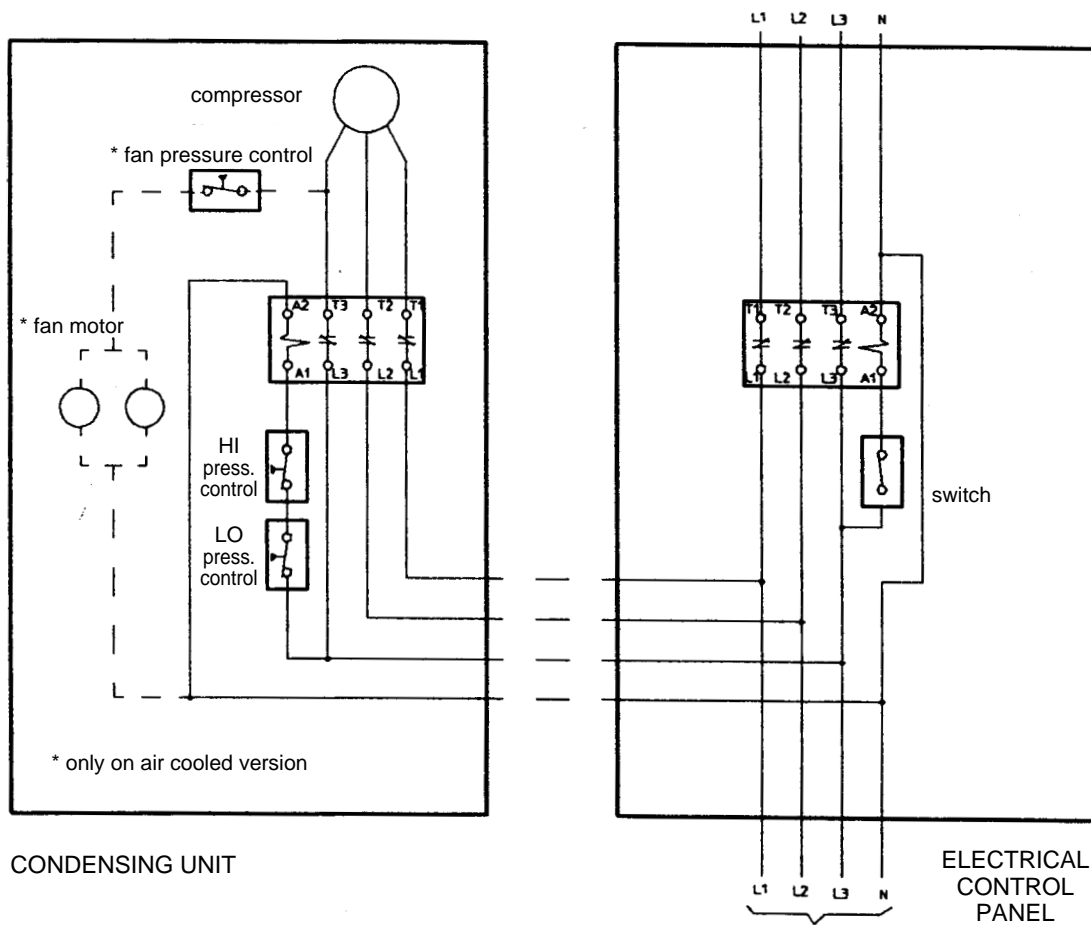 L1 L2 L3 N
compressor
* fan pressure control
* fan motor
A2 T3 T2 T1
A1 L3 L2 L1
HI
press.
control
LO
press.
control
* only on air cooled version
CONDENSING UNIT
T1 T2 T3 A2
L1 L2 L3 A1
switch
L1 L2 L3 N
ELECTRICAL
CONTROL
PANEL